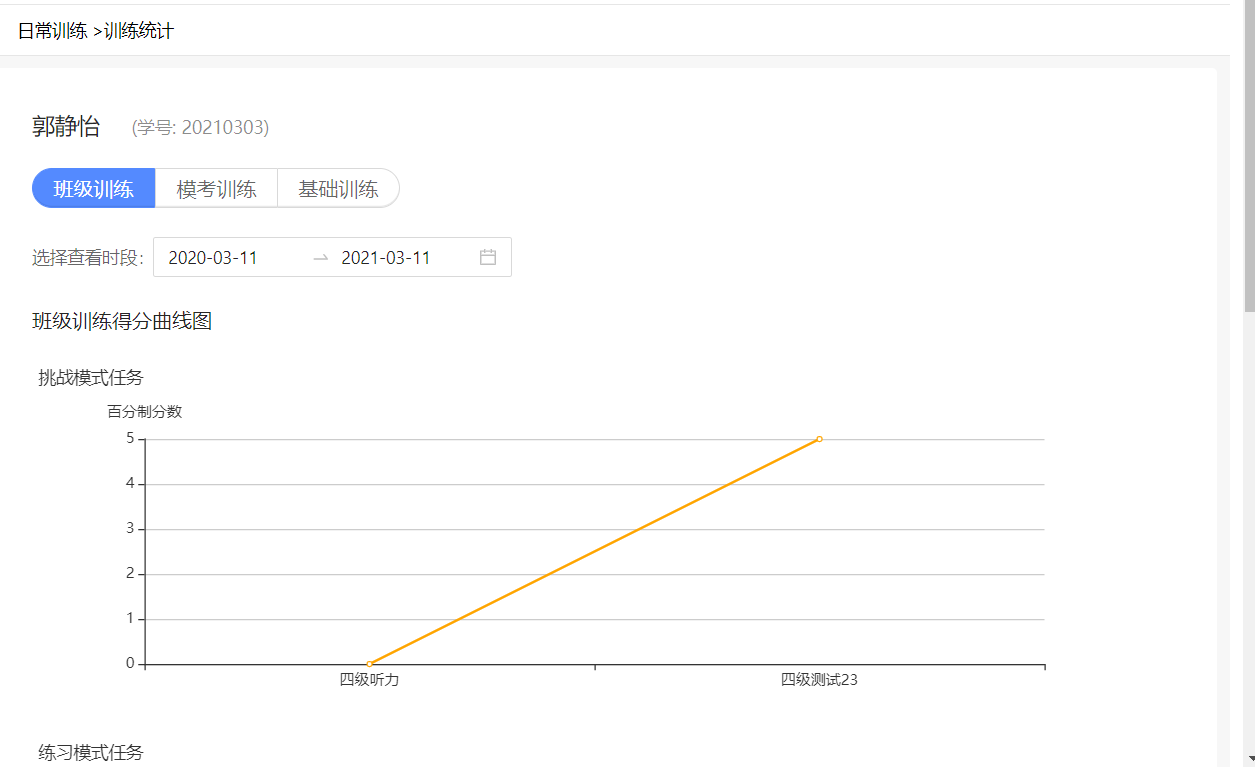 日常训练 >训练统计
郭静怡 (学号: 20210303)
班级训练 模考训练 基础训练
选择查看时段: 2020-03-11 → 2021-03-11
班级训练得分曲线图
挑战模式任务
百分制分数
5
4
3
2
1
0
四级听力 四级测试23
练习模式任务